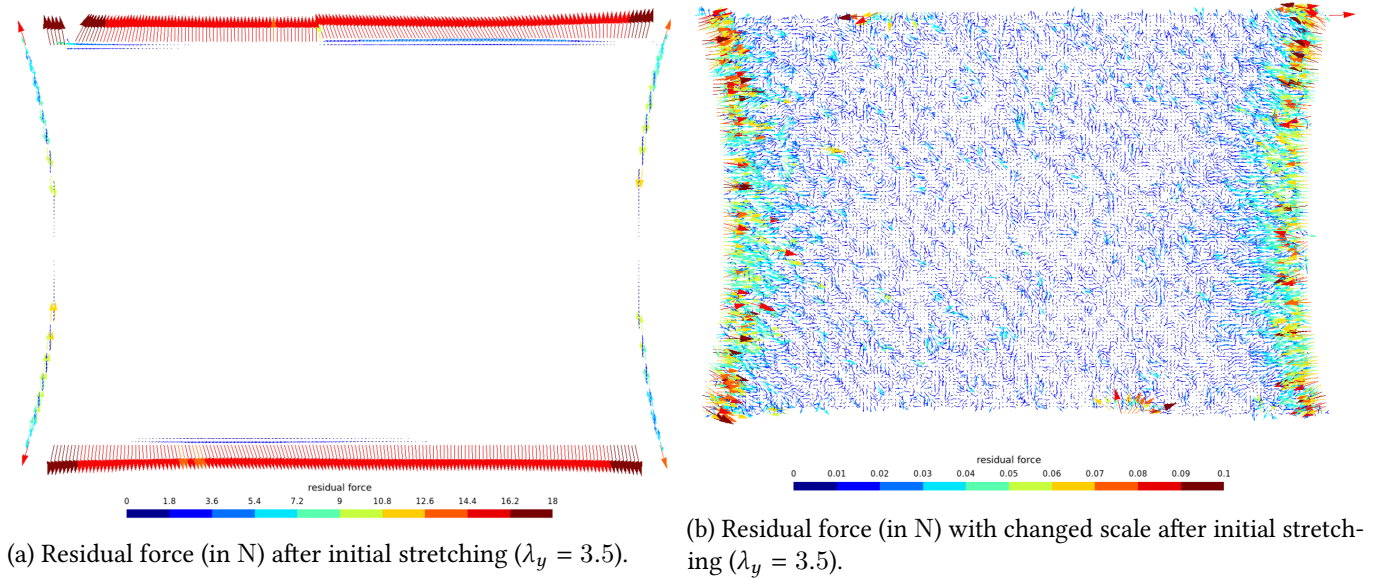 residual force
0 1.8 3.6 5.4 7.2 9 10.8 12.6 14.4 16.2 18
(a) Residual force (in N) after initial stretching (λy = 3.5).
residual force
0 0.01 0.02 0.03 0.04 0.05 0.06 0.07 0.08 0.09 0.1
(b) Residual force (in N) with changed scale after initial stretch-
ing (λy = 3.5).